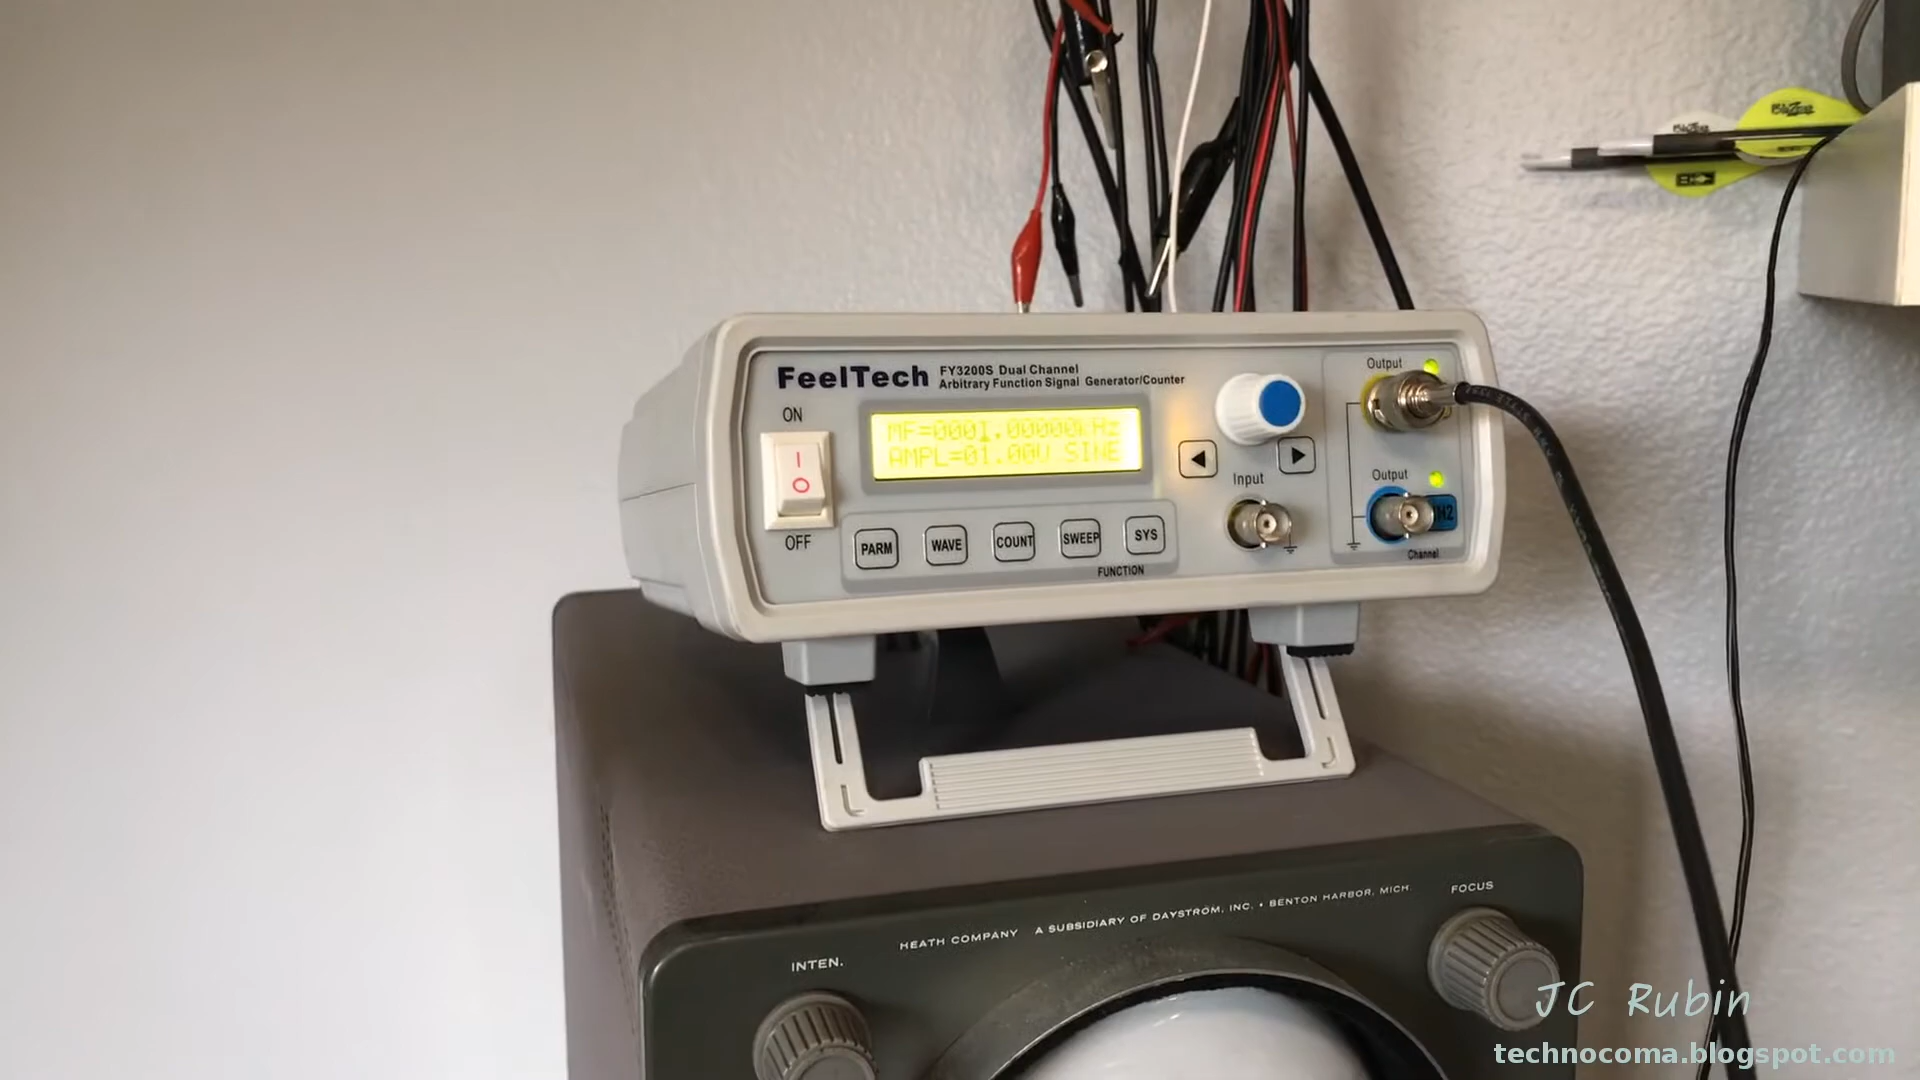 FeelTech
FY3200S Dual Channel
Arbitrary Function Signal Generator/Counter
ON
I
O
OFF
MF=0001.00000kHz
AMPL=01.00V SINE
PARM
WAVE
COUNT
SWEEP
SYS
FUNCTION
Input
Output
Output
Channel
INTEN.
HEATH COMPANY A SUBSIDIARY OF DAYSTROM, INC. • BENTON HARBOR, MICH.
FOCUS
JC Rubin
technocoma.blogspot.com